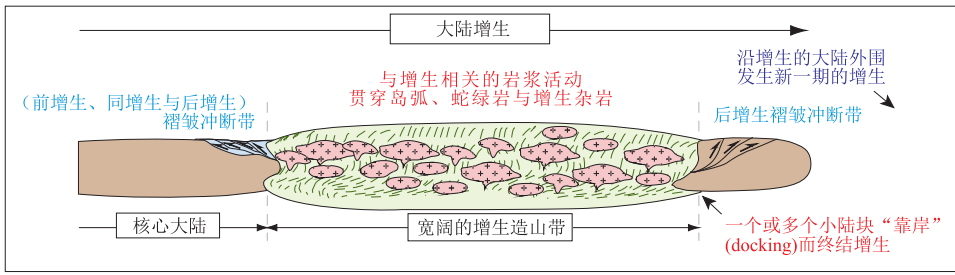 大陆增生
沿增生的大陆外围
发生新一期的增生
与增生相关的岩浆活动
贯穿岛弧、蛇绿岩与增生杂岩
（前增生、同增生与后增生）
褶皱冲断带
后增生褶皱冲断带
核心大陆
宽阔的增生造山带
一个或多个小陆块“靠岸”
(docking)而终结增生